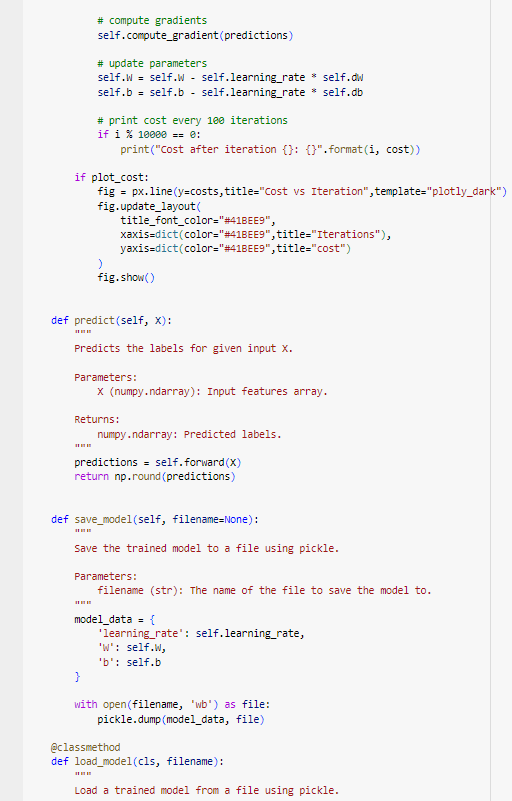 # compute gradients
self.compute_gradient(predictions)
# update parameters
self.W = self.W - self.learning_rate * self.dW
self.b = self.b - self.learning_rate * self.db
# print cost every 100 iterations
if i % 10000 == 0:
print("Cost after iteration {}: {}".format(i, cost))
if plot_cost:
fig = px.line(y=costs,title="Cost vs Iteration",template="plotly_dark")
fig.update_layout(
title_font_color="#41BEE9",
xaxis=dict(color="#41BEE9",title="Iterations"),
yaxis=dict(color="#41BEE9",title="cost")
)
fig.show()
def predict(self, X):
"""
Predicts the labels for given input X.
Parameters:
X (numpy.ndarray): Input features array.
Returns:
numpy.ndarray: Predicted labels.
"""
predictions = self.forward(X)
return np.round(predictions)
def save_model(self, filename=None):
"""
Save the trained model to a file using pickle.
Parameters:
filename (str): The name of the file to save the model to.
"""
model_data = {
'learning_rate': self.learning_rate,
'W': self.W,
'b': self.b
}
with open(filename, 'wb') as file:
pickle.dump(model_data, file)
@classmethod
def load_model(cls, filename):
"""
Load a trained model from a file using pickle.